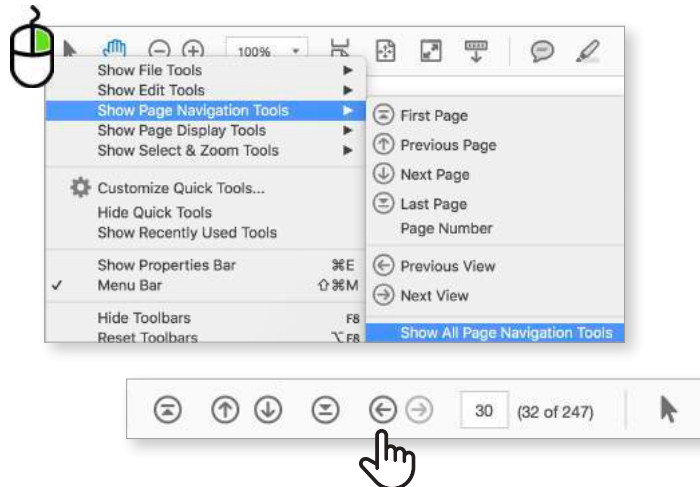 100%
Show File Tools
Show Edit Tools
Show Page Navigation Tools
Show Page Display Tools
Show Select & Zoom Tools
Customize Quick Tools...
Hide Quick Tools
Show Recently Used Tools
Show Properties Bar ⌘E
✓ Menu Bar ⇧⌘M
Hide Toolbars F8
Reset Toolbars ⌥F8
First Page
Previous Page
Next Page
Last Page
Page Number
Previous View
Next View
Show All Page Navigation Tools
30 (32 of 247)